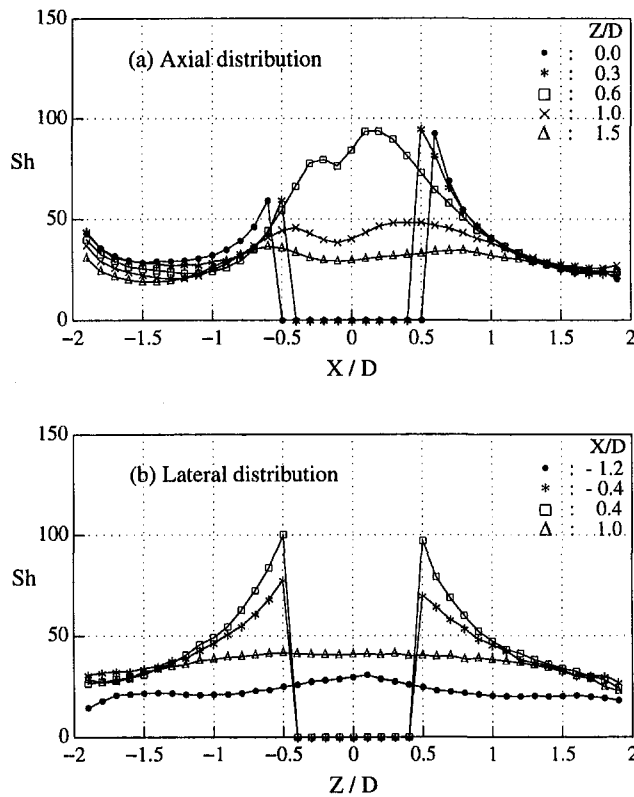 150
100
50
0
Sh
(a) Axial distribution
Z/D
• : 0.0
* : 0.3
□ : 0.6
× : 1.0
△ : 1.5
−2 −1.5 −1 −0.5 0 0.5 1 1.5 2
X / D
150
100
50
0
Sh
(b) Lateral distribution
X/D
• : - 1.2
* : - 0.4
□ : 0.4
△ : 1.0
−2 −1.5 −1 −0.5 0 0.5 1 1.5 2
Z / D